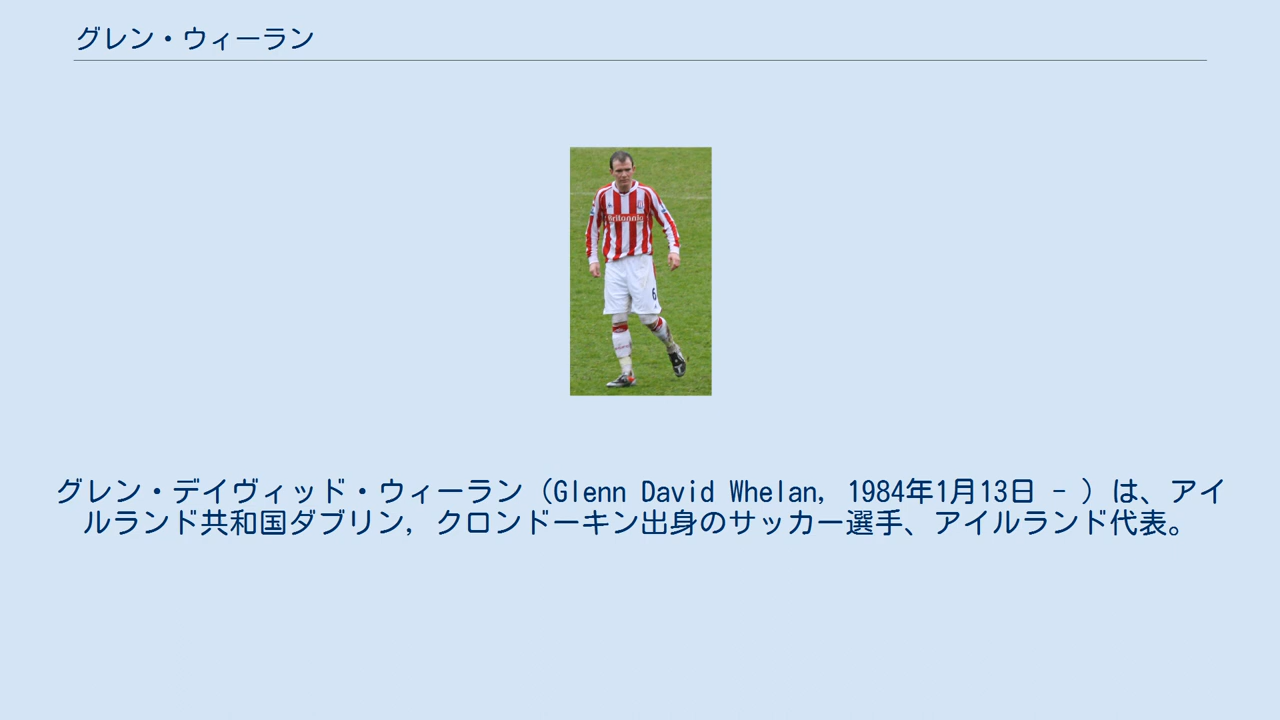 グレン・ウィーラン
Britannia
6
グレン・デイヴィッド・ウィーラン（Glenn David Whelan, 1984年1月13日 - ）は、アイ
ルランド共和国ダブリン, クロンドーキン出身のサッカー選手、アイルランド代表。